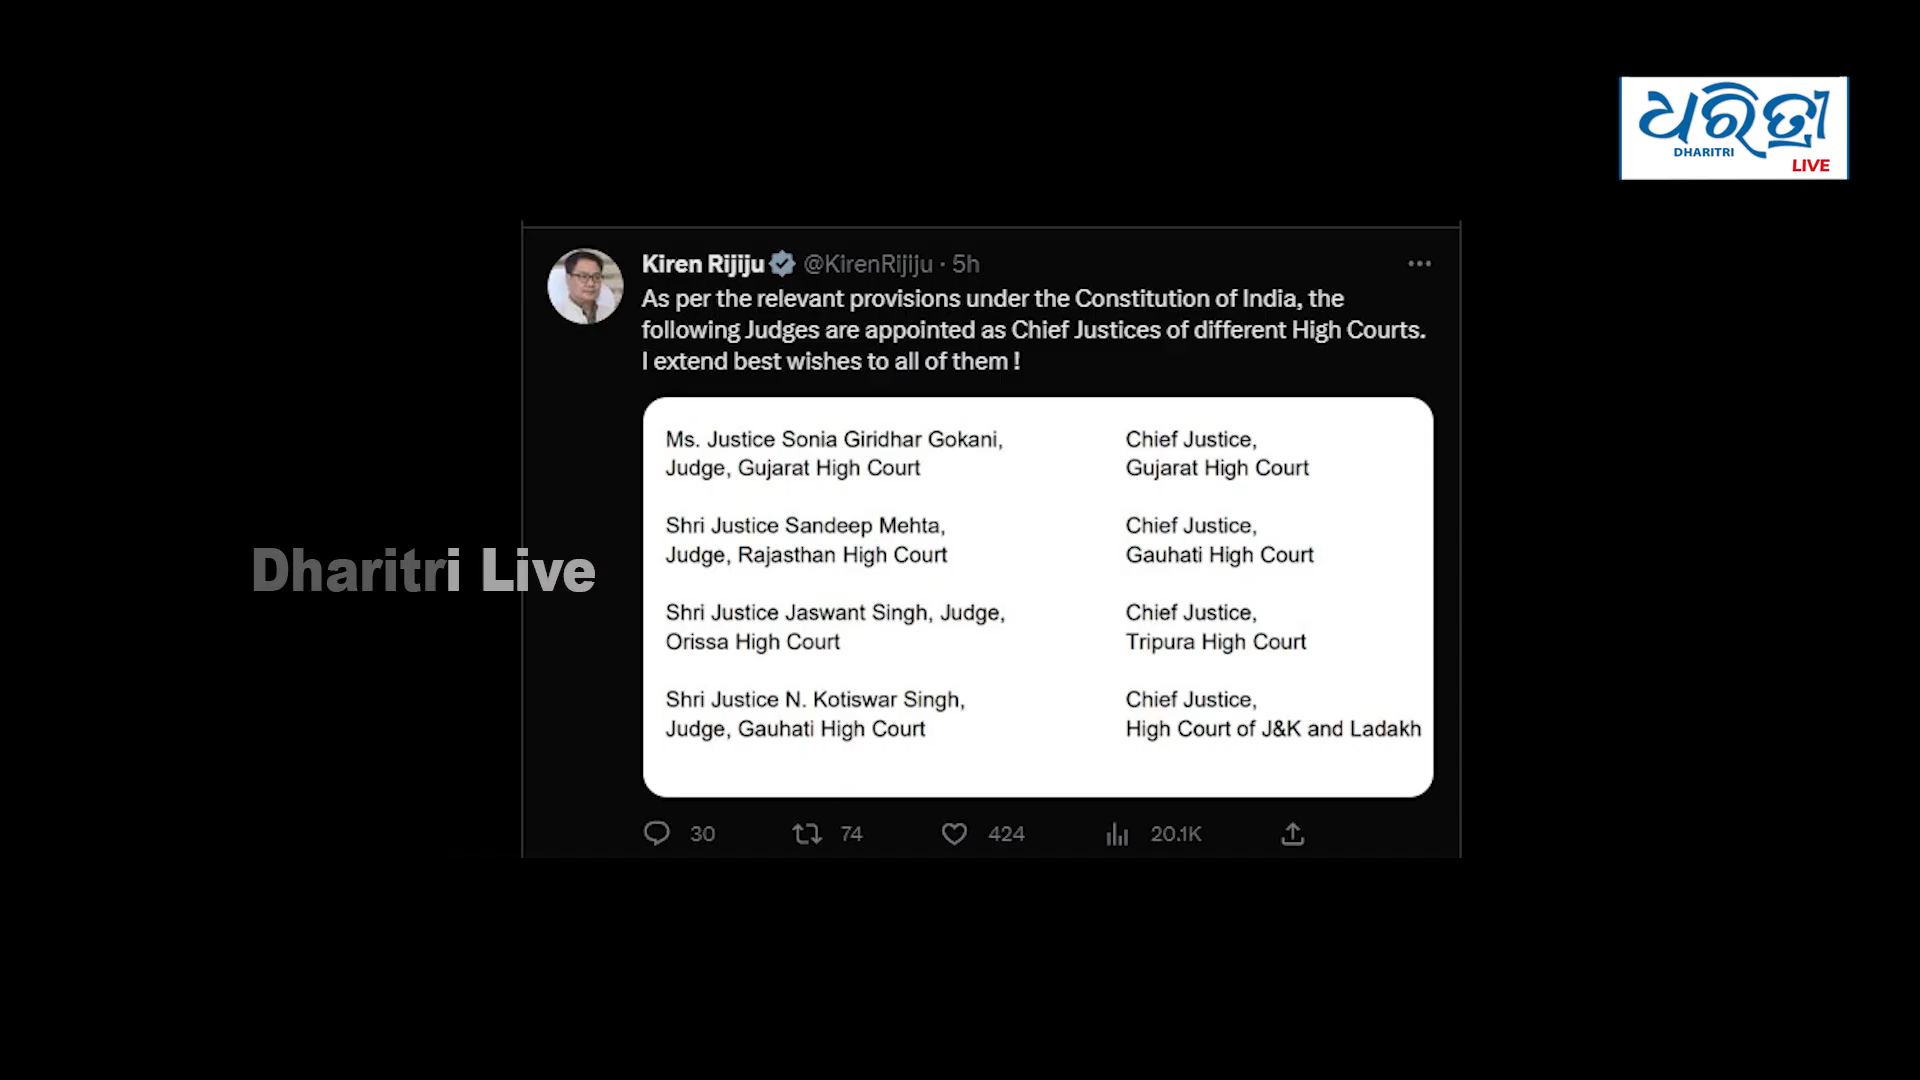 ଧରିତ୍ରୀ
DHARITRI
LIVE
Kiren Rijiju @KirenRijiju · 5h
As per the relevant provisions under the Constitution of India, the
following Judges are appointed as Chief Justices of different High Courts.
I extend best wishes to all of them !
Ms. Justice Sonia Giridhar Gokani,
Judge, Gujarat High Court
Chief Justice,
Gujarat High Court
Shri Justice Sandeep Mehta,
Judge, Rajasthan High Court
Chief Justice,
Gauhati High Court
Shri Justice Jaswant Singh, Judge,
Orissa High Court
Chief Justice,
Tripura High Court
Shri Justice N. Kotiswar Singh,
Judge, Gauhati High Court
Chief Justice,
High Court of J&K and Ladakh
30 74 424 20.1K
Dharitri Live